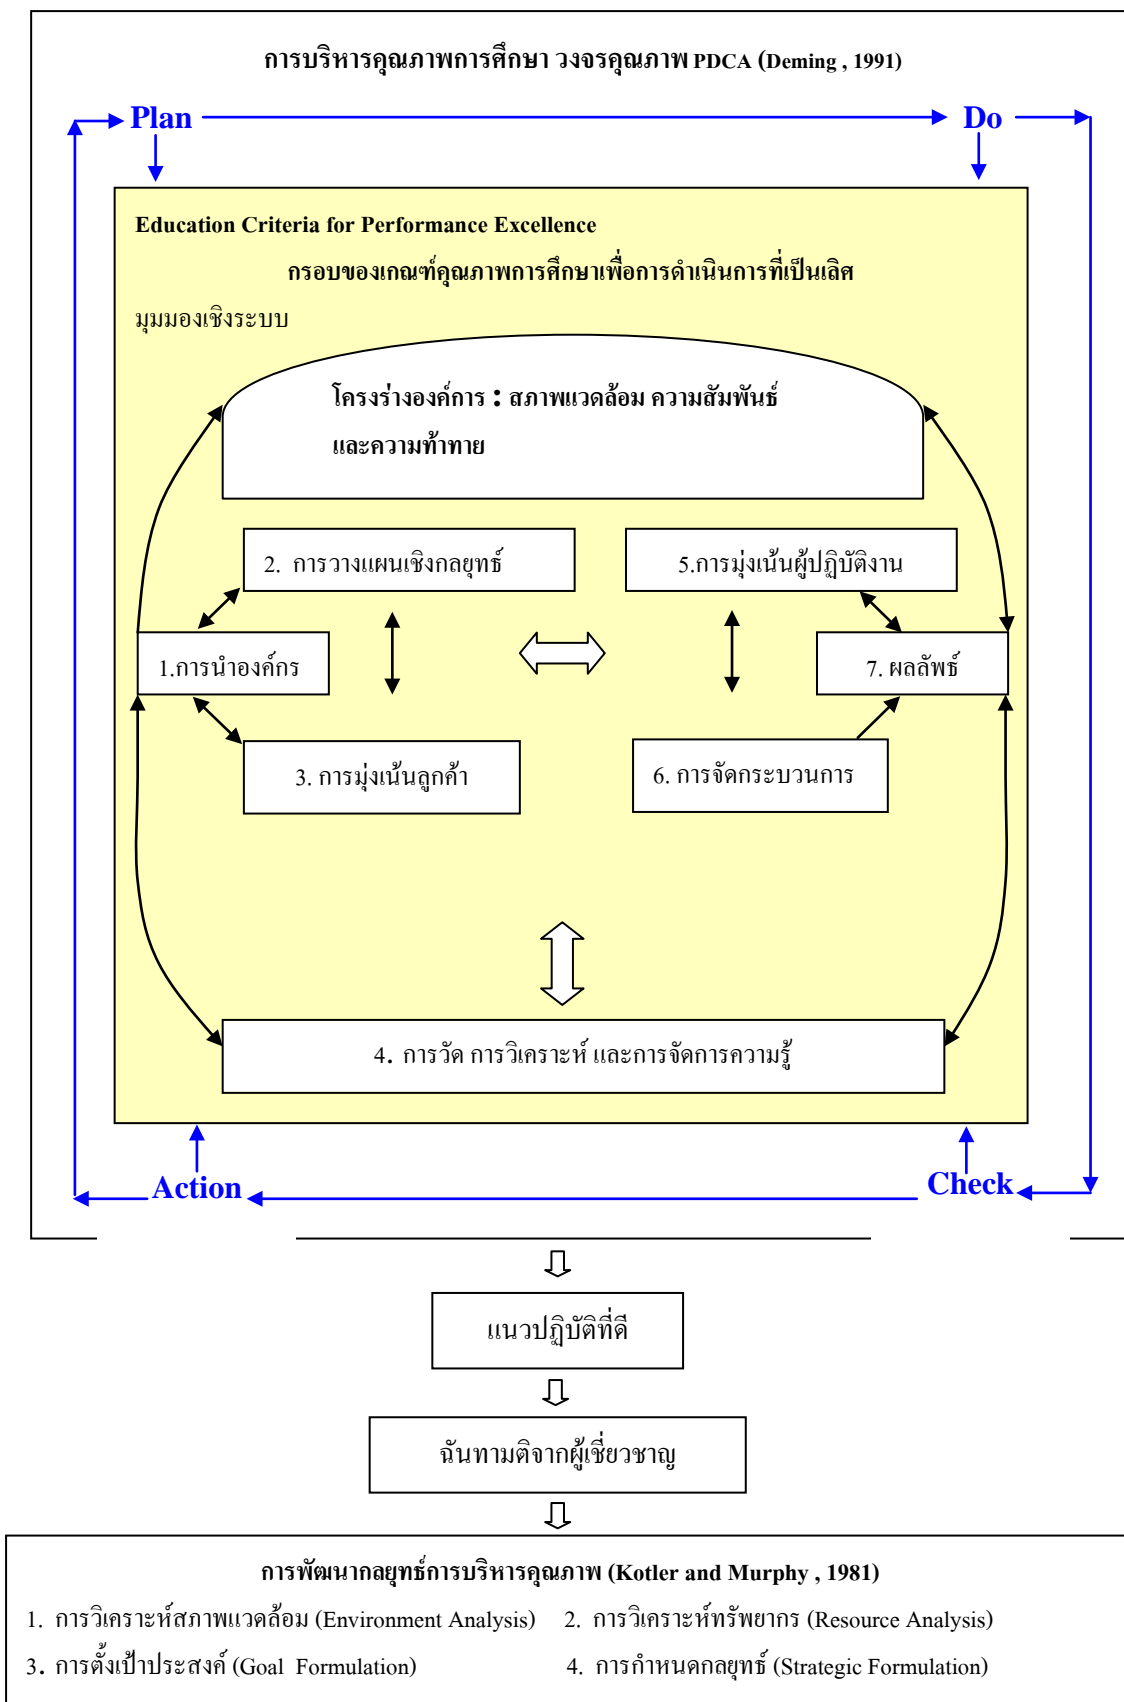 การบริหารคุณภาพการศึกษา วงจรคุณภาพ PDCA (Deming , 1991)
Plan
Do
Education Criteria for Performance Excellence
กรอบของเกณฑ์คุณภาพการศึกษาเพื่อการดำเนินการที่เป็นเลิศ
มุมมองเชิงระบบ
โครงร่างองค์การ : สภาพแวดล้อม ความสัมพันธ์
และความท้าทาย
2. การวางแผนเชิงกลยุทธ์
5.การมุ่งเน้นผู้ปฏิบัติงาน
1.การนำองค์กร
7. ผลลัพธ์
3. การมุ่งเน้นลูกค้า
6. การจัดกระบวนการ
4. การวัด การวิเคราะห์ และการจัดการความรู้
Action
Check
แนวปฏิบัติที่ดี
ฉันทามติจากผู้เชี่ยวชาญ
การพัฒนากลยุทธ์การบริหารคุณภาพ (Kotler and Murphy , 1981)
1. การวิเคราะห์สภาพแวดล้อม (Environment Analysis) 2. การวิเคราะห์ทรัพยากร (Resource Analysis)
3. การตั้งเป้าประสงค์ (Goal Formulation) 4. การกำหนดกลยุทธ์ (Strategic Formulation)